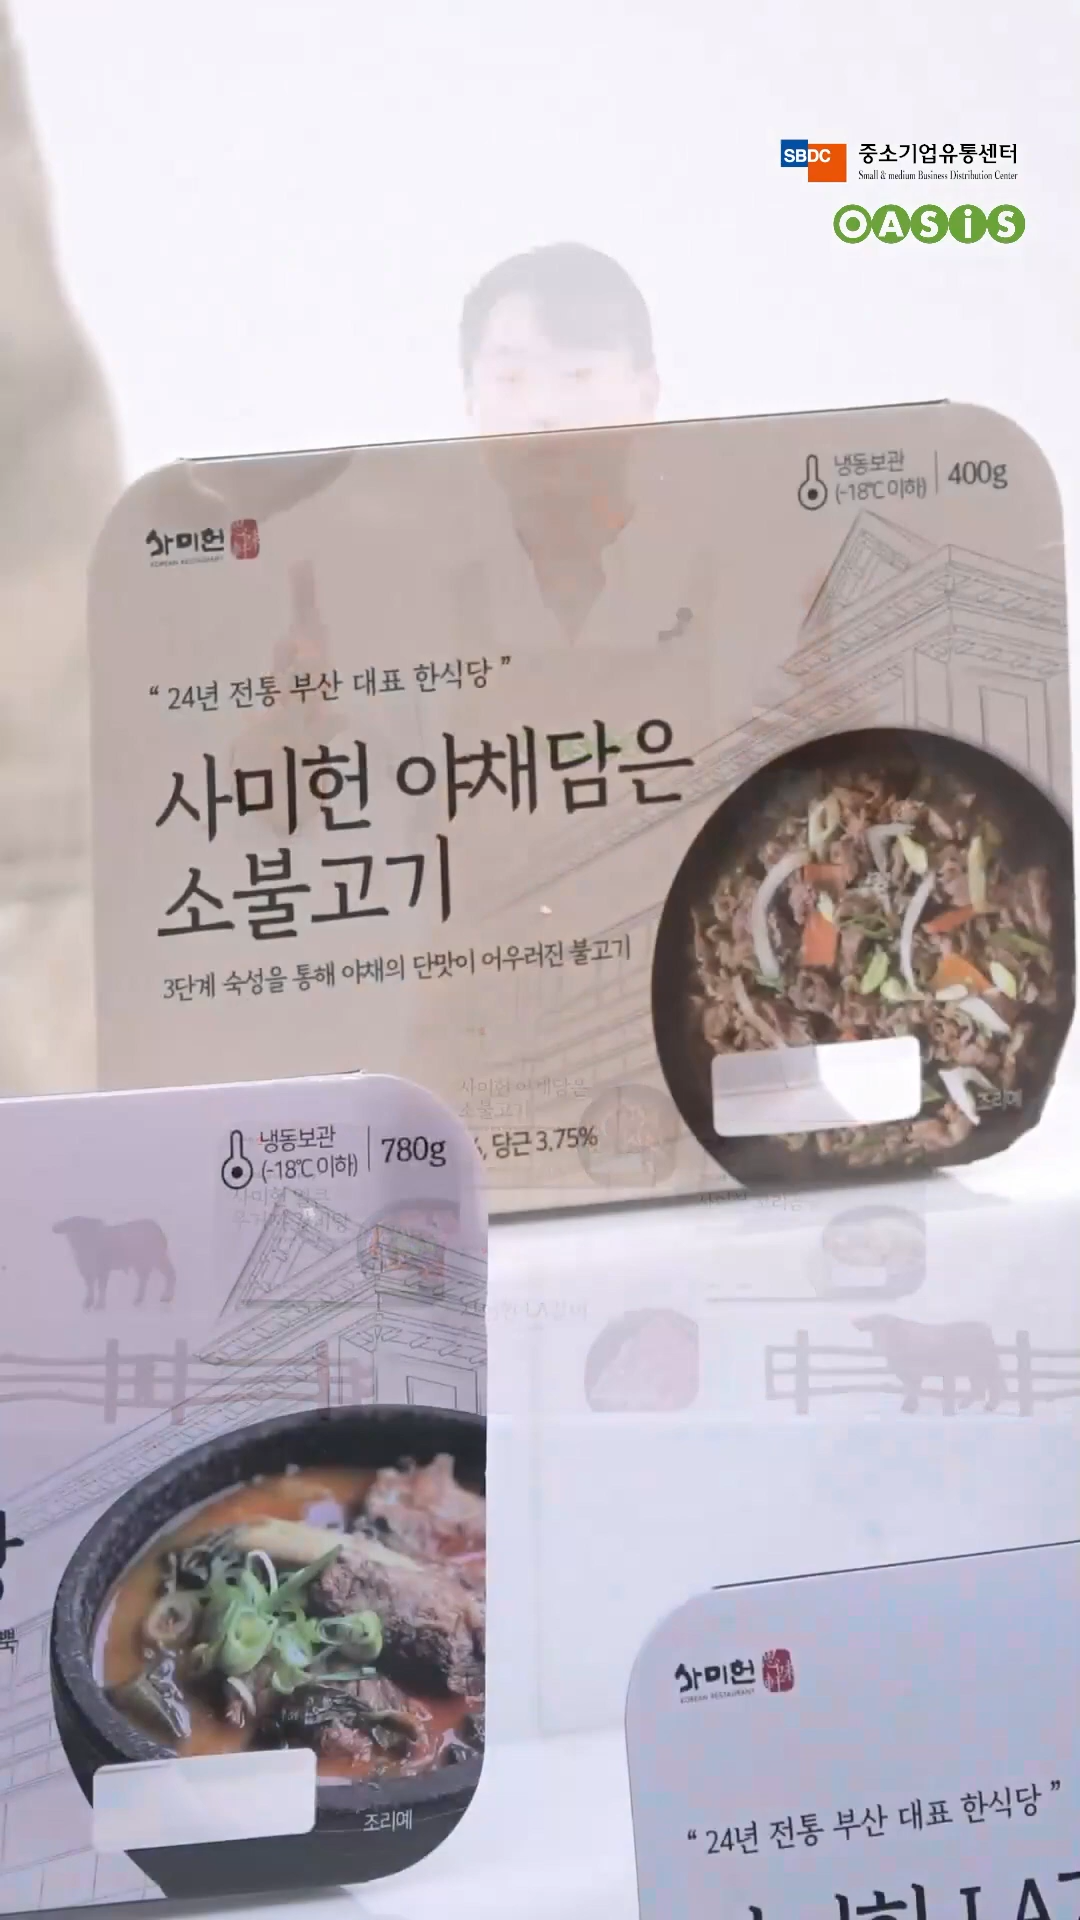 SBDC 중소기업유통센터
Small & medium Business Distribution Center
OASIS
냉동보관
(-18℃ 이하)
400g
사미헌
KOREAN RESTAURANT
“ 24년 전통 부산 대표 한식당 ”
사미헌 야채담은
소불고기
3단계 숙성을 통해 야채의 단맛이 어우러진 불고기
당근 3.75%
조리예
냉동보관
(-18℃ 이하)
780g
조리예
사미헌
KOREAN RESTAURANT
“ 24년 전통 부산 대표 한식당 ”